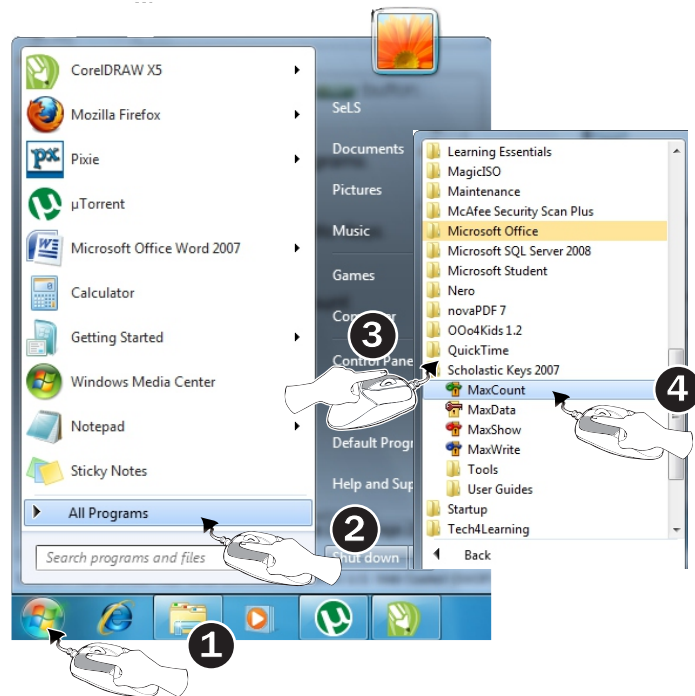 CorelDRAW X5
Mozilla Firefox
px
Pixie
µTorrent
Microsoft Office Word 2007
Calculator
Getting Started
Windows Media Center
Notepad
Sticky Notes
All Programs
Search programs and files
button.
SeLS
Documents
Pictures
Music
Games
Control Pane
Default Progr
Help and Sup
Shut down
Learning Essentials
MagicISO
Maintenance
McAfee Security Scan Plus
Microsoft Office
Microsoft SQL Server 2008
Microsoft Student
Nero
novaPDF 7
OOo4Kids 1.2
QuickTime
Scholastic Keys 2007
MaxCount
MaxData
MaxShow
MaxWrite
Tools
User Guides
Startup
Tech4Learning
Back
1
2
3
4